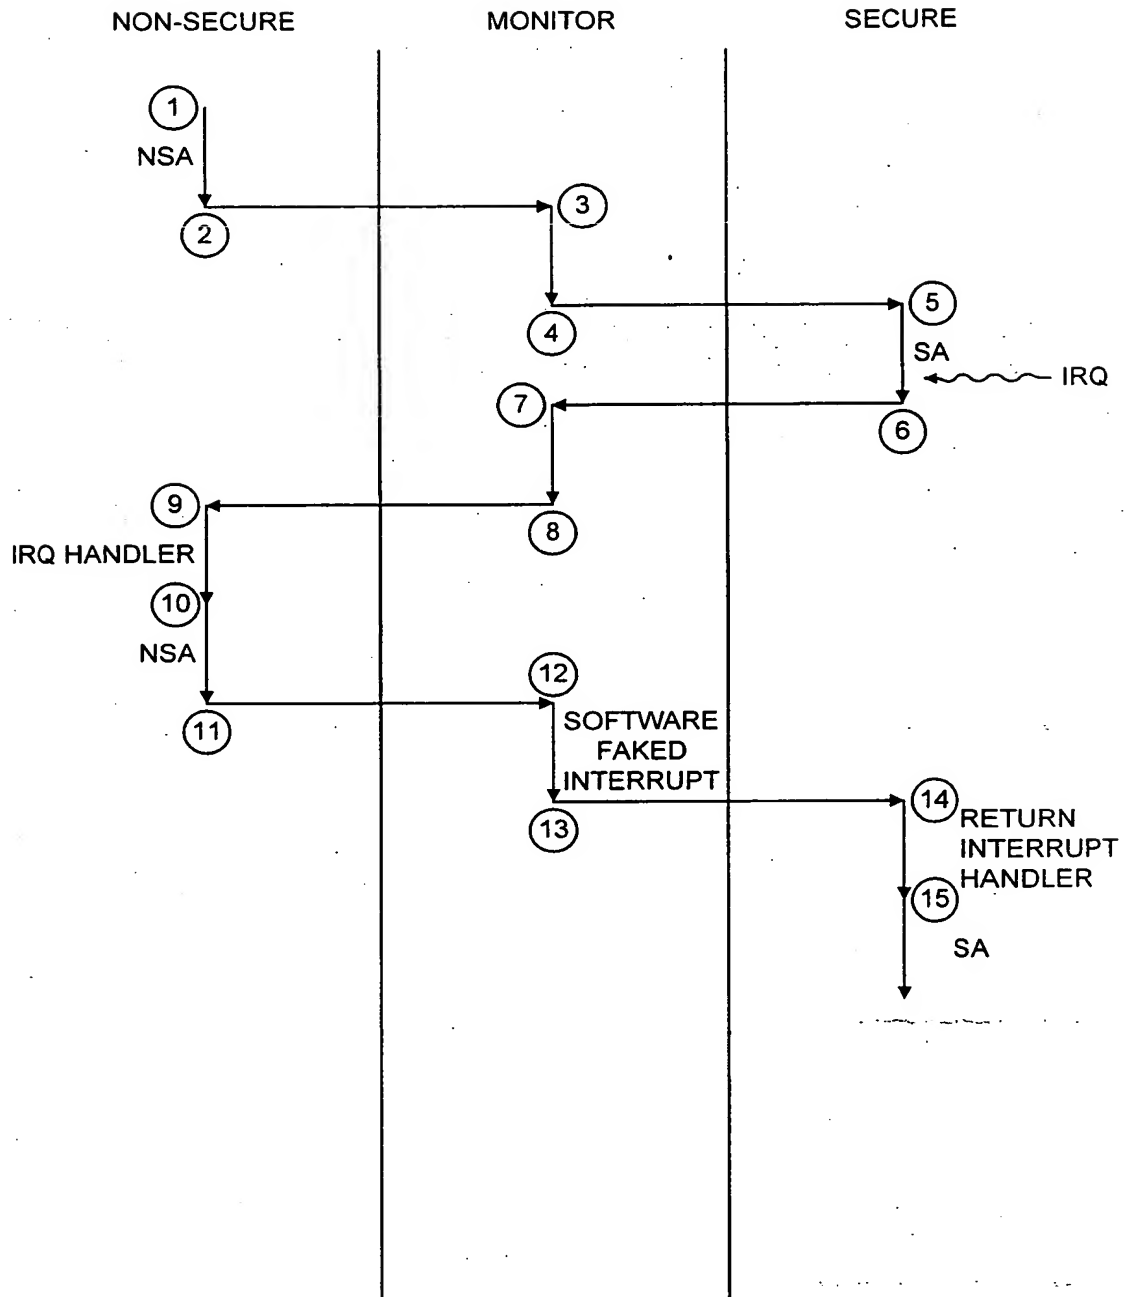 NON-SECURE
MONITOR
SECURE
1
NSA
2
3
4
5
SA
IRQ
6
7
8
9
IRQ HANDLER
10
NSA
11
12
SOFTWARE
FAKED
INTERRUPT
13
14
RETURN
INTERRUPT
HANDLER
15
SA